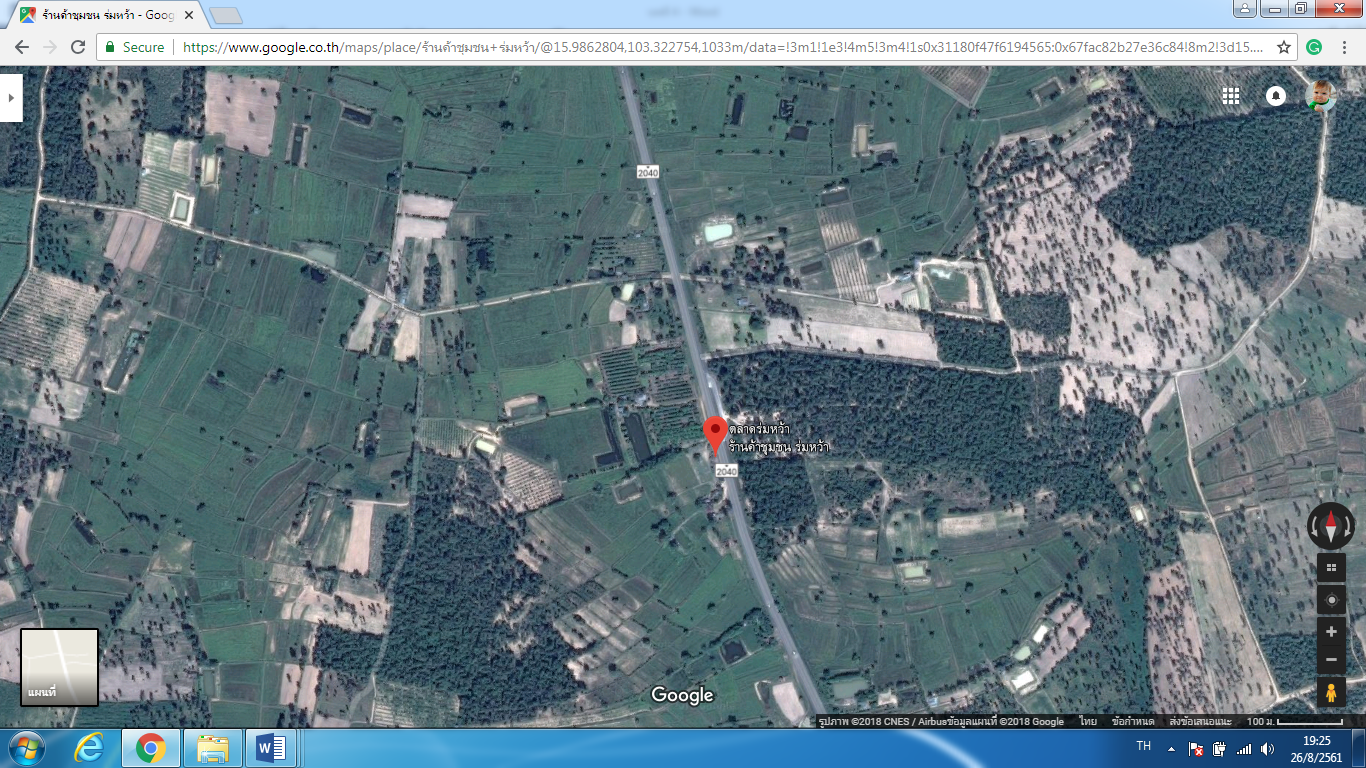 ร้านค้าชุมชน ร่มหว้า - Goog
Secure
https://www.google.co.th/maps/place/ร้านค้าชุมชน+ร่มหว้า/@15.9862804,103.322754,1033m/data=!3m1!1e3!4m5!3m4!1s0x31180f47f6194565:0x67fac82b27e36c84!8m2!3d15....
2040
ตลาดร่มหว้า
ร้านค้าชุมชน ร่มหว้า
2040
แผนที่
Google
รูปภาพ ©2018 CNES / Airbusข้อมูลแผนที่ ©2018 Google ไทย ข้อกำหนด ส่งข้อเสนอแนะ 100 ม.
TH
19:25
26/8/2561